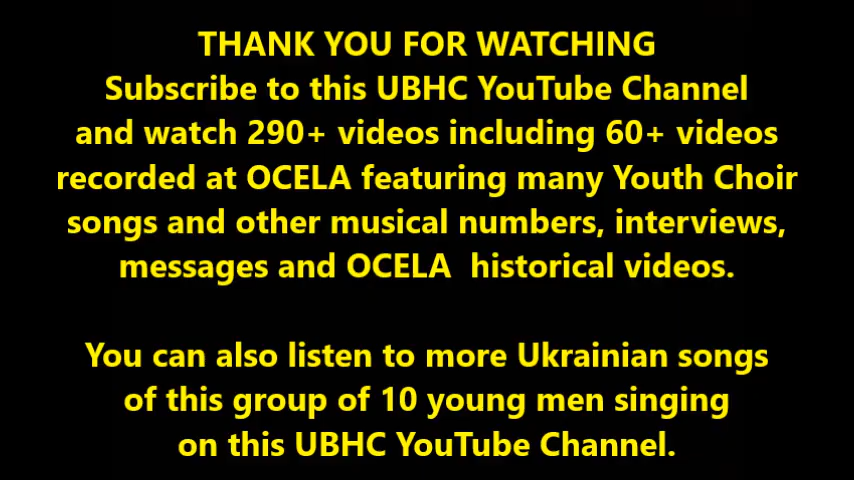 THANK YOU FOR WATCHING
Subscribe to this UBHC YouTube Channel
and watch 290+ videos including 60+ videos
recorded at OCELA featuring many Youth Choir
songs and other musical numbers, interviews,
messages and OCELA  historical videos.
You can also listen to more Ukrainian songs
of this group of 10 young men singing
on this UBHC YouTube Channel.